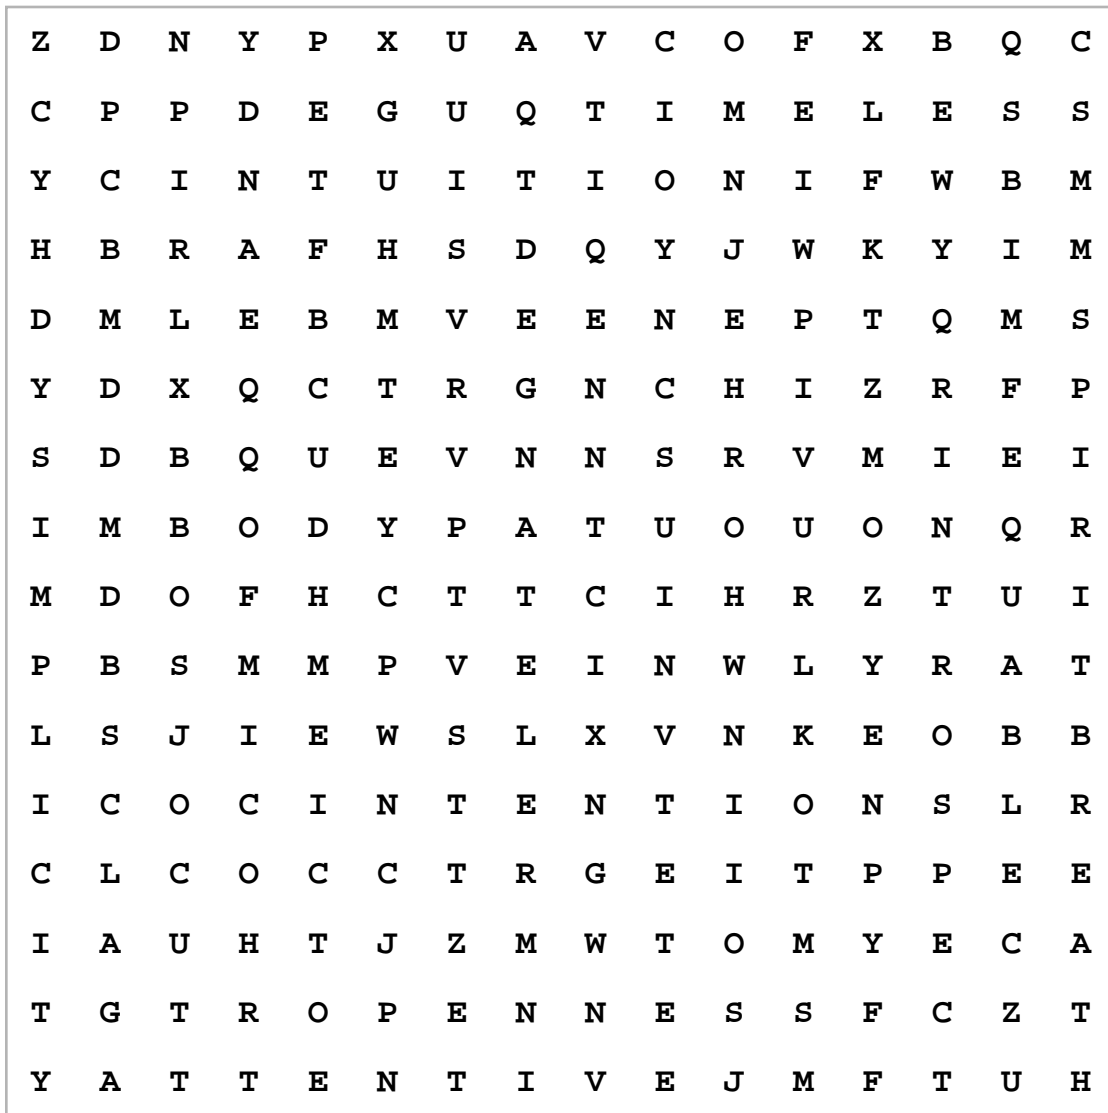 Z D N Y P X U A V C O F X B Q C
C P P D E G U Q T I M E L E S S
Y C I N T U I T I O N I F W B M
H B R A F H S D Q Y J W K Y I M
D M L E B M V E E N E P T Q M S
Y D X Q C T R G N C H I Z R F P
S D B Q U E V N N S R V M I E I
I M B O D Y P A T U O U O N Q R
M D O F H C T T C I H R Z T U I
P B S M M P V E I N W L Y R A T
L S J I E W S L X V N K E O B B
I C O C I N T E N T I O N S L R
C L C O C C T R G E I T P P E E
I A U H T J Z M W T O M Y E C A
T G T R O P E N N E S S F C Z T
Y A T T E N T I V E J M F T U H